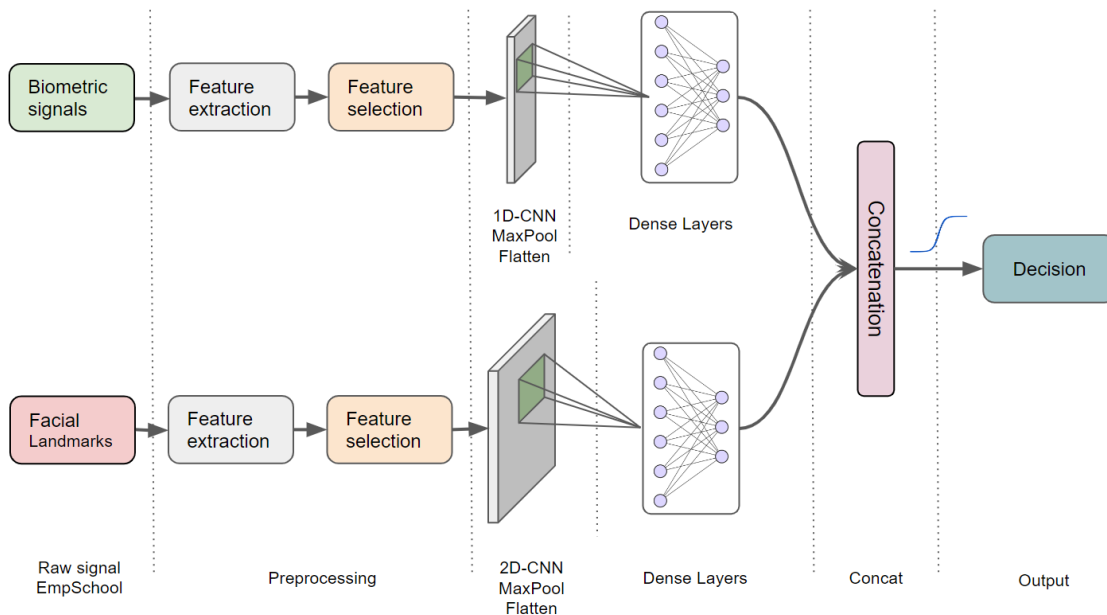 Biometric
signals
Feature
extraction
Feature
selection
1D-CNN
MaxPool
Flatten
Dense Layers
Concatenation
Decision
Facial
Landmarks
Feature
extraction
Feature
selection
Raw signal
EmpSchool
Preprocessing
2D-CNN
MaxPool
Flatten
Dense Layers
Concat
Output